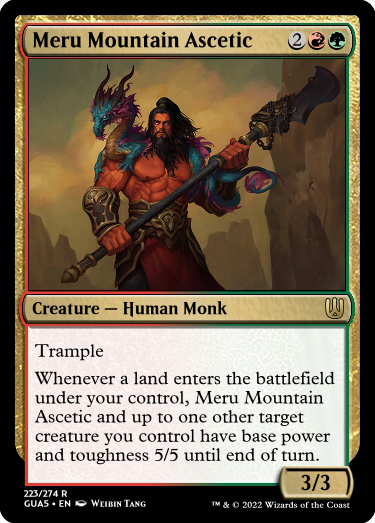 Meru Mountain Ascetic 2
Creature — Human Monk
Trample
Whenever a land enters the battlefield
under your control, Meru Mountain
Ascetic and up to one other target
creature you control have base power
and toughness 5/5 until end of turn.
3/3
223/274 R
GUA5 • EN Weibin Tang ™ & © 2022 Wizards of the Coast